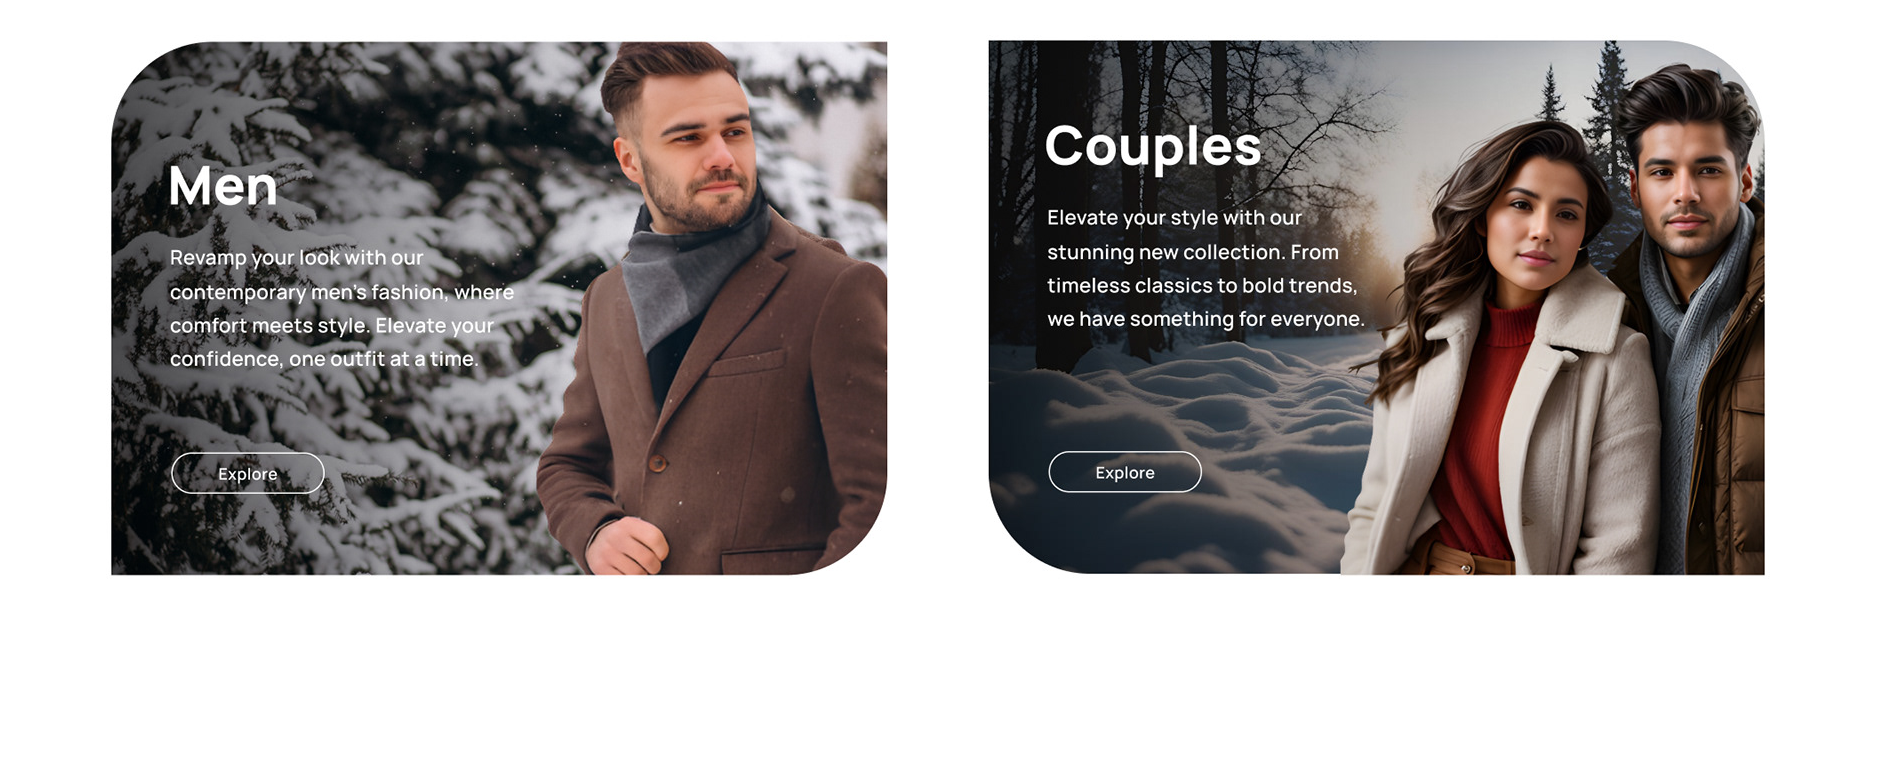 Men
Revamp your look with our
contemporary men's fashion, where
comfort meets style. Elevate your
confidence, one outfit at a time.
Explore
Couples
Elevate your style with our
stunning new collection. From
timeless classics to bold trends,
we have something for everyone.
Explore